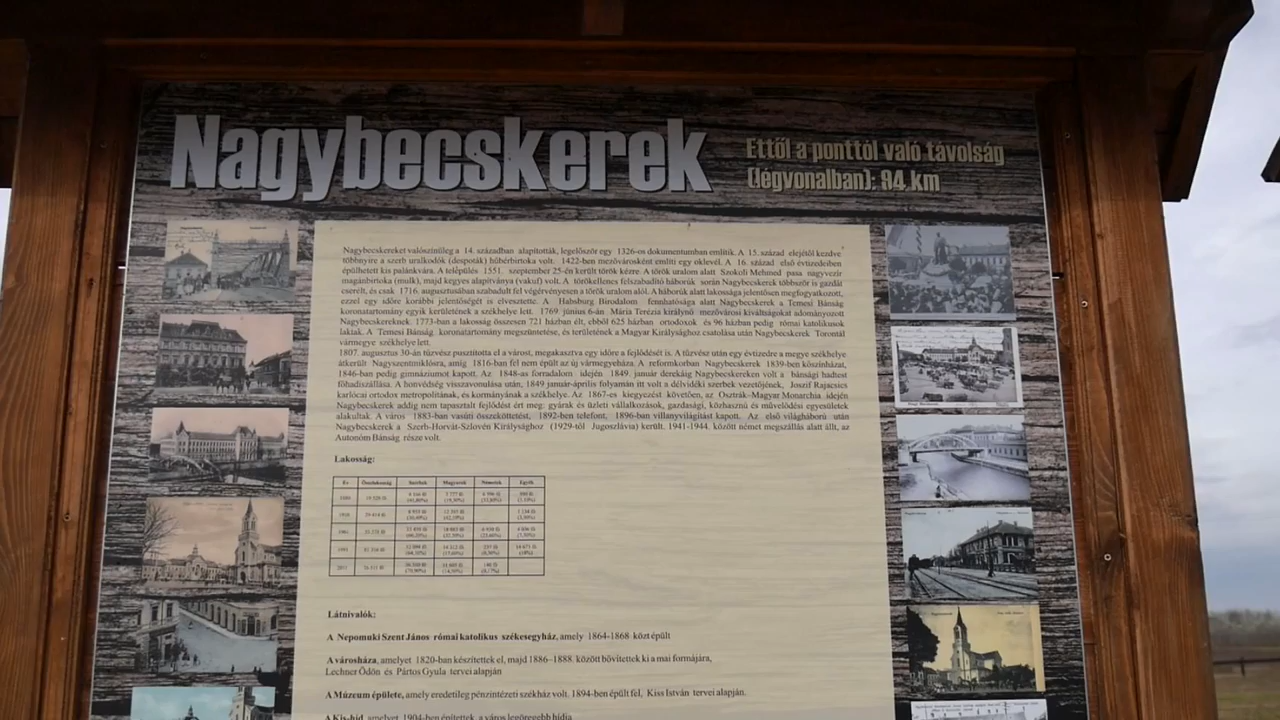 Nagybecskerek
Ettől a ponttól való távolság
(légvonalban): 94 km
Nagybecskereket valószínűleg a 14. században alapították, legelőször egy 1326-os dokumentumban említik. A 15. század elejétől kezdve
többnyire a szerb uralkodók (despoták) hűbérbirtoka volt. 1422-ben mezővárosként említi egy oklevél. A 16. század első évtizedeiben
épülhetett kis palánkvára. A település 1551. szeptember 25-én került török kézre. A török uralom alatt Szokoli Mehmed pasa nagyvezír
magánbirtoka (mulk), majd kegyes alapítványa (vakuf) volt. A törökellenes felszabadító háborúk során Nagybecskerek többször is gazdát
cserélt, és csak 1716. augusztusában szabadult fel végérvényesen a török uralom alól. A háborúk alatt lakossága jelentősen megfogyatkozott,
ezzel egy időre korábbi jelentőségét is elvesztette. A Habsburg Birodalom fennhatósága alatt Nagybecskerek a Temesi Bánság
koronatartomány egyik kerületének a székhelye lett. 1769 június 6-án Mária Terézia királynő mezővárosi kiváltságokat adományozott
Nagybecskereknek. 1773-ban a lakosság összesen 721 házban élt, ebből 625 házban ortodoxok és 96 házban pedig római katolikusok
laktak. A Temesi Bánság koronatartomány megszüntetése, és területének a Magyar Királysághoz csatolása után Nagybecskerek Torontál
vármegye székhelye lett.
1807. augusztus 30-án tűzvész pusztította el a várost, megakasztva egy időre a fejlődését is. A tűzvész után egy évtizedre a megye székhelye
átkerült Nagyszentmiklósra, amíg 1816-ban fel nem épült az új vármegyeháza. A reformkorban Nagybecskerek 1839-ben kőszínházat,
1846-ban pedig gimnáziumot kapott. Az 1848-as forradalom idején 1849. január derekáig Nagybecskereken volt a bánsági hadtest
főhadiszállása. A honvédség visszavonulása után, 1849 január-április folyamán itt volt a délvidéki szerbek vezetőjének, Joszif Rajacsics
karlócai ortodox metropolitának, és kormányának a székhelye. Az 1867-es kiegyezést követően, az Osztrák–Magyar Monarchia idején
Nagybecskerek addig nem tapasztalt fejlődést ért meg: gyárak és üzleti vállalkozások, gazdasági, közhasznú és művelődési egyesületek
alakultak. A város 1883-ban vasúti összeköttetést, 1892-ben telefont, 1896-ban villanyvilágítást kapott. Az első világháború után
Nagybecskerek a Szerb-Horvát-Szlovén Királysághoz (1929-től Jugoszlávia) került. 1941-1944. között német megszállás alatt állt, az
Autonóm Bánság része volt.
Lakosság:
Év Összlakosság Szerbek Magyarok Németek Egyéb
Látnivalók:
A Nepomuki Szent János római katolikus székesegyház, amely 1864-1868 közt épült
A városháza, amelyet 1820-ban készítettek el, majd 1886–1888. között bővítettek ki a mai formájára,
Lechner Ödön és Pártos Gyula tervei alapján
A Múzeum épülete, amely eredetileg pénzintézeti székház volt. 1894-ben épült fel, Kiss István tervei alapján.
A Kis-híd, amelyet 1904-ben építettek, a város legöregebb hídja